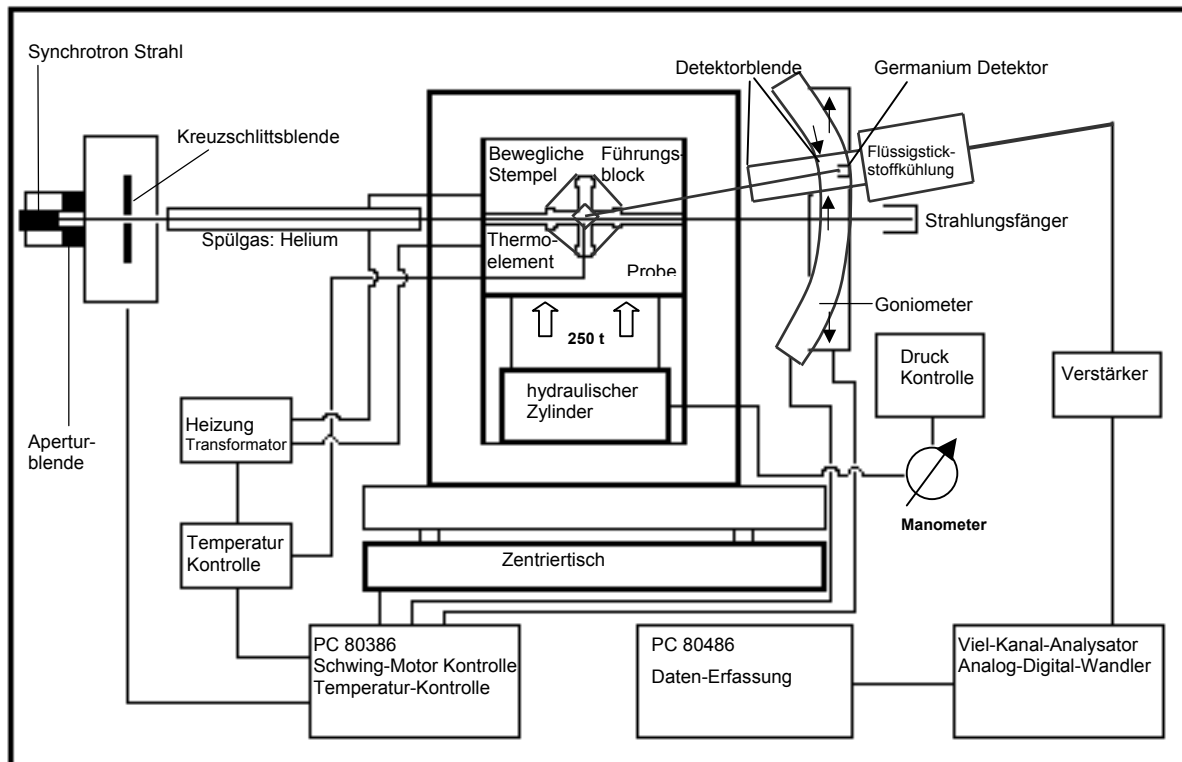 Synchrotron Strahl
Kreuzschlittsblende
Detektorblende
Germanium Detektor
Bewegliche
Stempel
Führungs-
block
Flüssigstick-
stoffkühlung
Spülgas: Helium
Strahlungsfänger
Thermo-
element
Probe
Goniometer
250 t
Druck
Kontrolle
Verstärker
hydraulischer
Zylinder
Heizung
Transformator
Apertur-
blende
Manometer
Temperatur
Kontrolle
Zentriertisch
PC 80386
Schwing-Motor Kontrolle
Temperatur-Kontrolle
PC 80486
Daten-Erfassung
Viel-Kanal-Analysator
Analog-Digital-Wandler